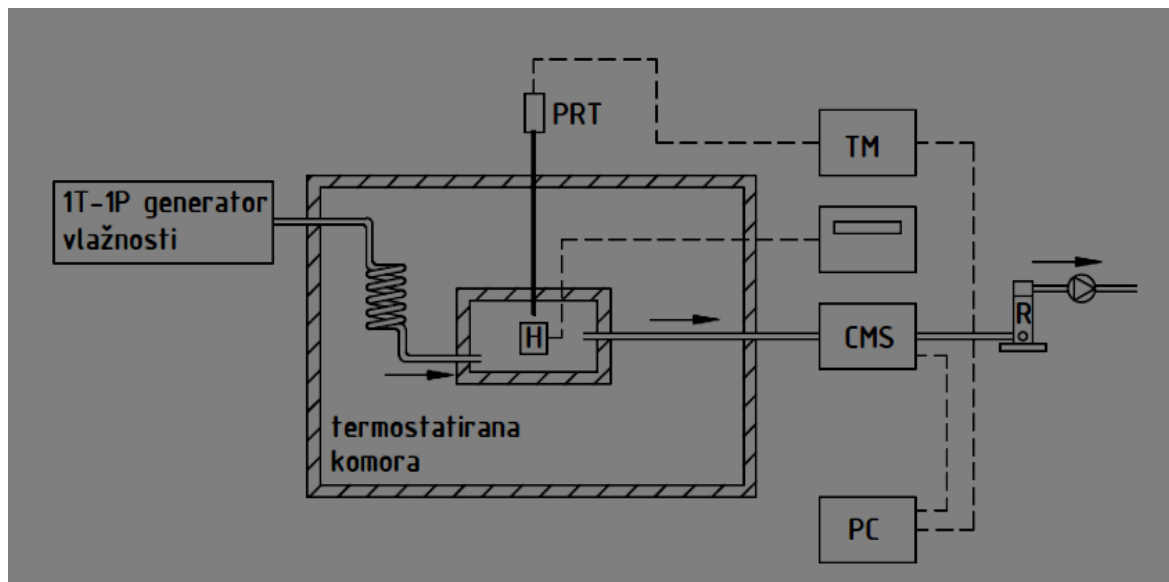 PRT
TM
1T-1P generator
vlažnosti
H
CMS
R
termostatirana
komora
PC